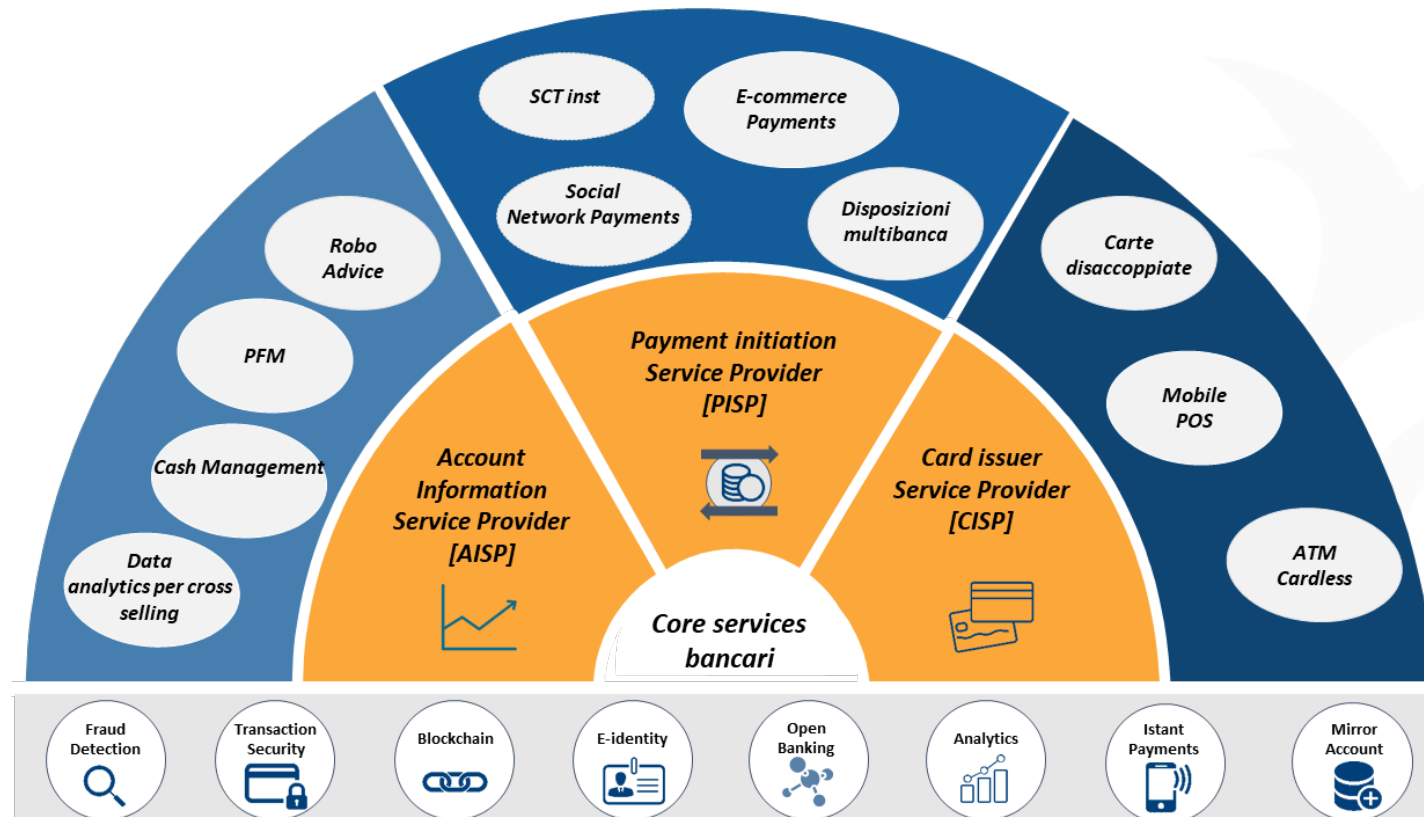 SCT inst
E-commerce
Payments
Social
Network Payments
Disposizioni
multibanca
Robo
Advice
PFM
Cash Management
Data
analytics per cross
selling
Carte
disaccoppiate
Mobile
POS
ATM
Cardless
Payment initiation
Service Provider
[PISP]
Account
Information
Service Provider
[AISP]
Card issuer
Service Provider
[CISP]
Core services
bancari
Fraud
Detection
Transaction
Security
Blockchain
E-identity
Open
Banking
Analytics
Istant
Payments
Mirror
Account